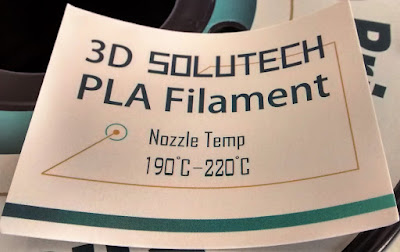 3D SOLUTECH
PLA Filament
Nozzle Temp
190°C-220°C